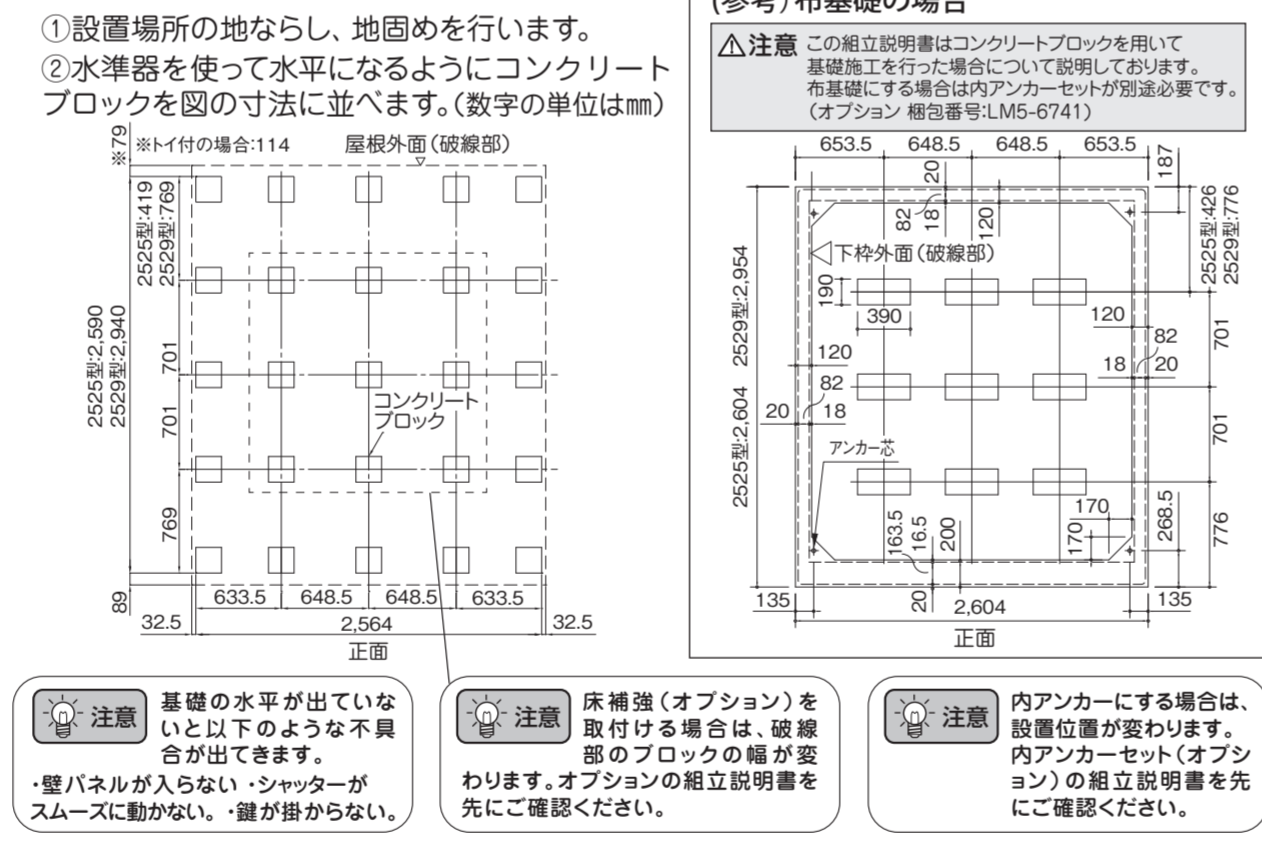 ①設置場所の地ならし、地固めを行います。
②水準器を使って水平になるようにコンクリート
ブロックを図の寸法に並べます。(数字の単位は㎜)
※79
※トイ付の場合:114
屋根外面(破線部)
2525型:419
2529型:769
2525型:2,590
2529型:2,940
701
701
769
89
コンクリート
ブロック
633.5 648.5 648.5 633.5
32.5 2,564 32.5
正面
(参考)布基礎の場合
注意 この組立説明書はコンクリートブロックを用いて
基礎施工を行った場合について説明しております。
布基礎にする場合は内アンカーセットが別途必要です。
(オプション 梱包番号:LM5-6741)
653.5 648.5 648.5 653.5
187
20
82 18 120
2525型:426
2529型:776
下枠外面(破線部)
2529型:2,954
2525型:2,604
190
390
120
82
18 20
120
82
20 18
アンカー芯
701
701
776
163.5 16.5 200
170
170
268.5
135 20 2,604 135
正面
注意 基礎の水平が出ていな
いと以下のような不具
合が出てきます。
・壁パネルが入らない ・シャッターが
スムーズに動かない。 ・鍵が掛からない。
注意 床補強(オプション)を
取付ける場合は、破線
部のブロックの幅が変
わります。オプションの組立説明書を
先にご確認ください。
注意 内アンカーにする場合は、
設置位置が変わります。
内アンカーセット(オプシ
ョン)の組立説明書を先
にご確認ください。